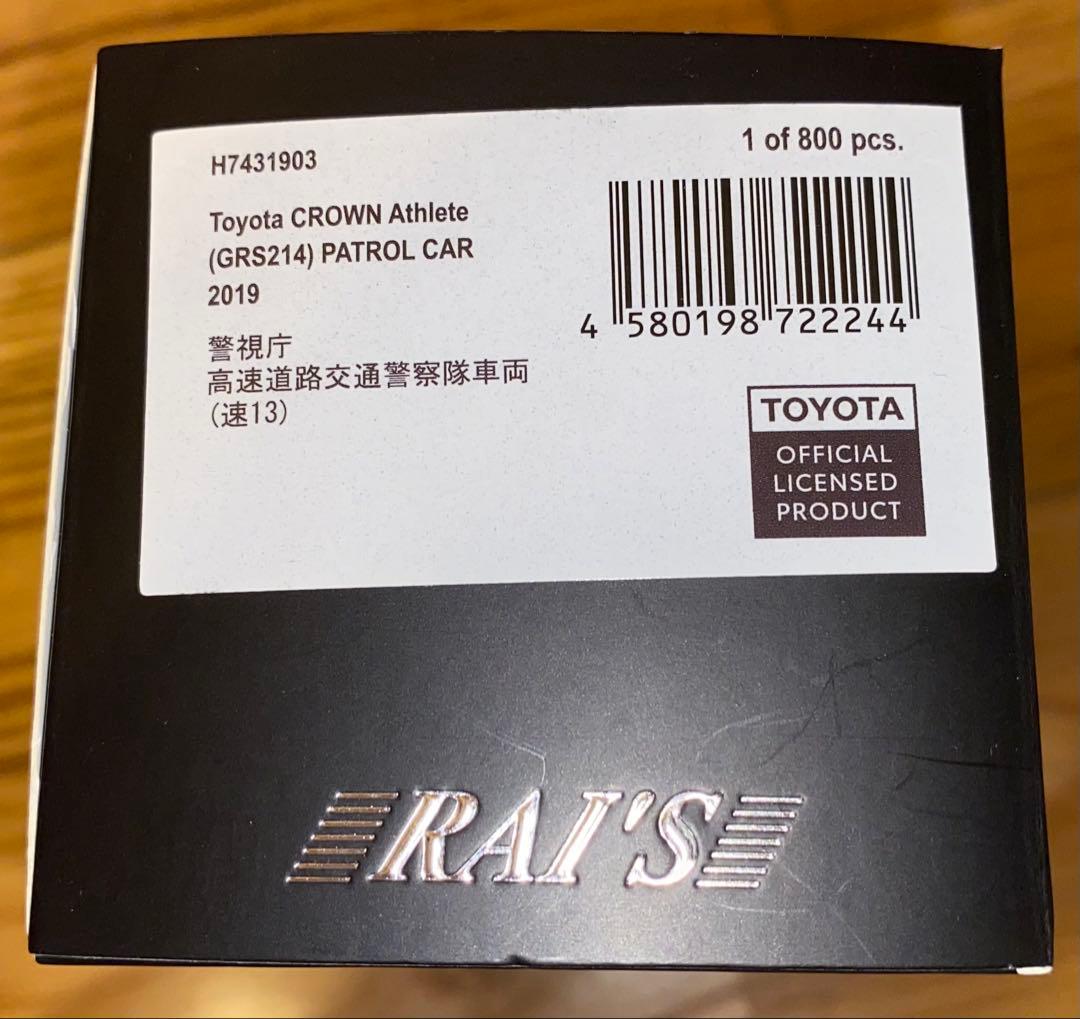 H7431903
1 of 800 pcs.
Toyota CROWN Athlete
(GRS214) PATROL CAR
2019
警視庁
高速道路交通警察隊車両
(速13)
4 580198 722244
TOYOTA
OFFICIAL
LICENSED
PRODUCT
RAI'S